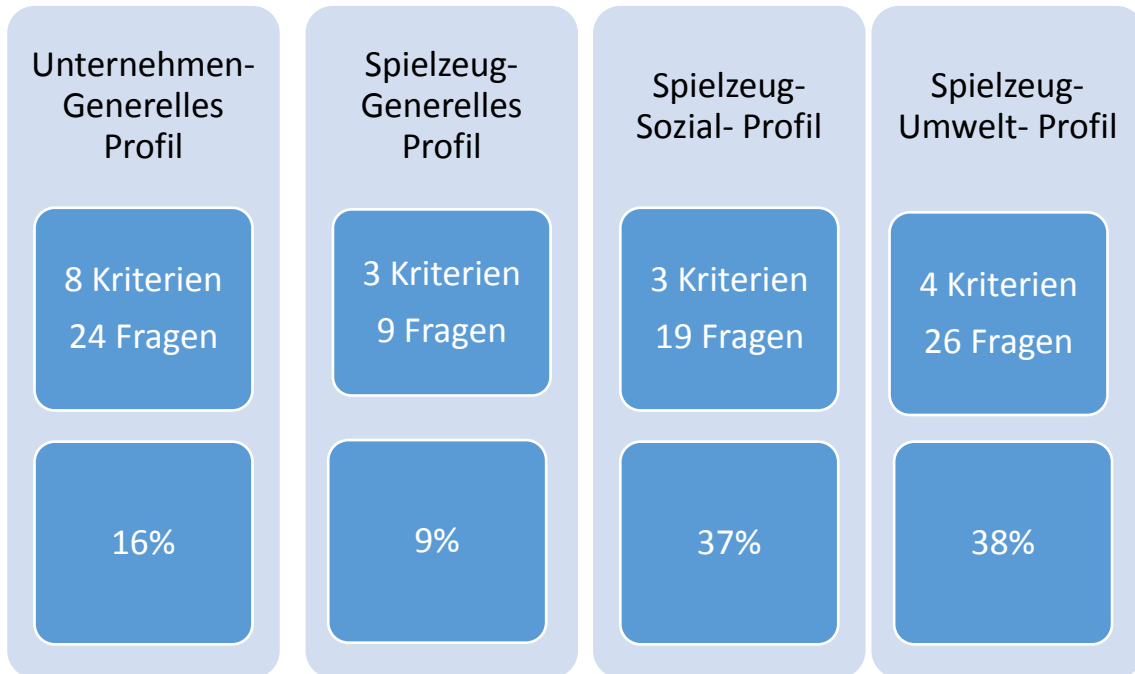 Unternehmen-
Generelles
Profil
8 Kriterien
24 Fragen
16%
Spielzeug-
Generelles
Profil
3 Kriterien
9 Fragen
9%
Spielzeug-
Sozial- Profil
3 Kriterien
19 Fragen
37%
Spielzeug-
Umwelt- Profil
4 Kriterien
26 Fragen
38%